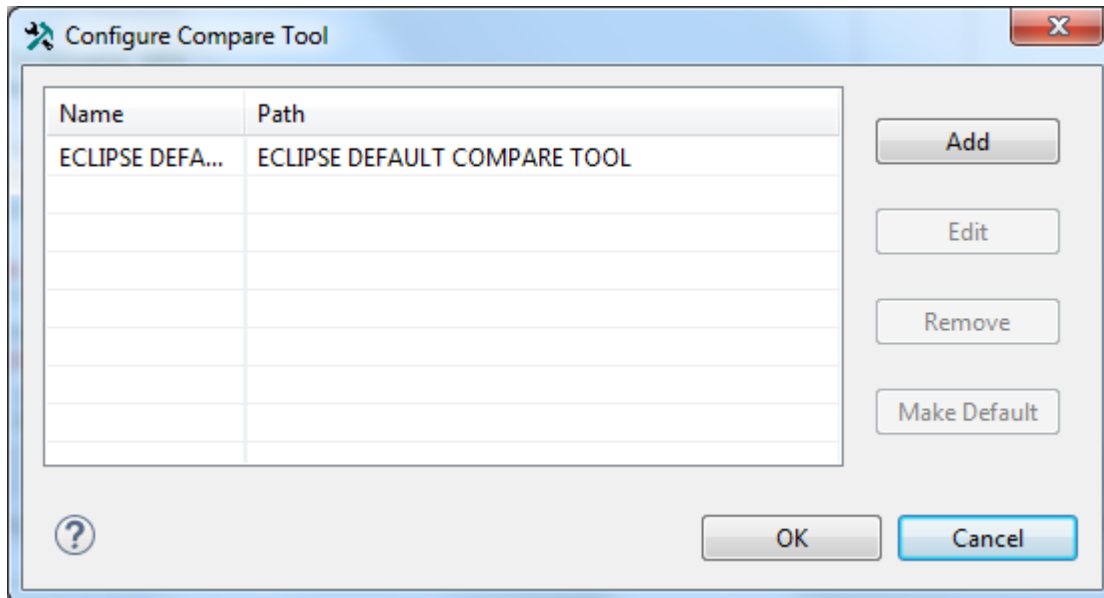 Configure Compare Tool
Name Path
ECLIPSE DEFA... ECLIPSE DEFAULT COMPARE TOOL
Add
Edit
Remove
Make Default
? OK Cancel